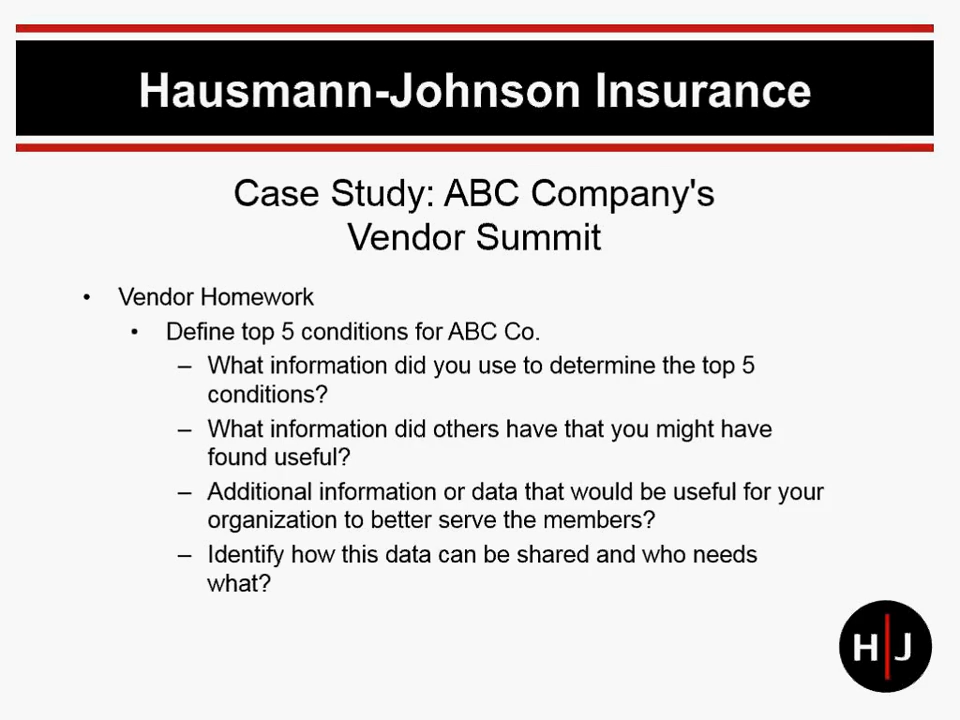 Hausmann-Johnson Insurance
Case Study: ABC Company's
Vendor Summit
• Vendor Homework
• Define top 5 conditions for ABC Co.
– What information did you use to determine the top 5
conditions?
– What information did others have that you might have
found useful?
– Additional information or data that would be useful for your
organization to better serve the members?
– Identify how this data can be shared and who needs
what?
H|J